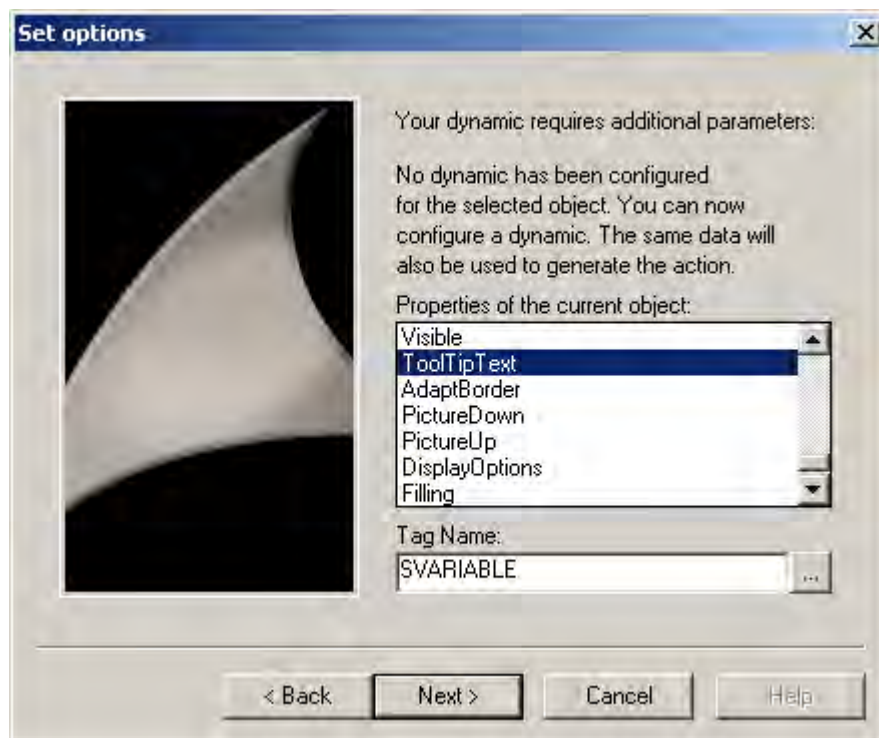 Set options
Your dynamic requires additional parameters:
No dynamic has been configured
for the selected object. You can now
configure a dynamic. The same data will
also be used to generate the action.
Properties of the current object:
Visible
ToolTipText
AdaptBorder
PictureDown
PictureUp
DisplayOptions
Filling
Tag Name:
SVARIABLE
...
< Back
Next >
Cancel
Help